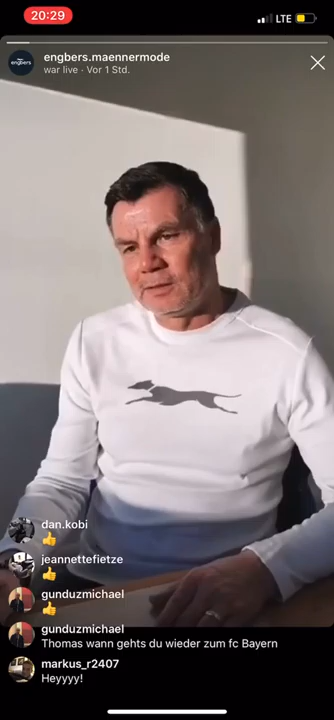 20:29
LTE
engbers
engbers.maennermode
war live · Vor 1 Std.
dan.kobi
👍
jeannettefietze
👍
gunduzmichael
👍
gunduzmichael
Thomas wann gehts du wieder zum fc Bayern
markus_r2407
Heyyyy!